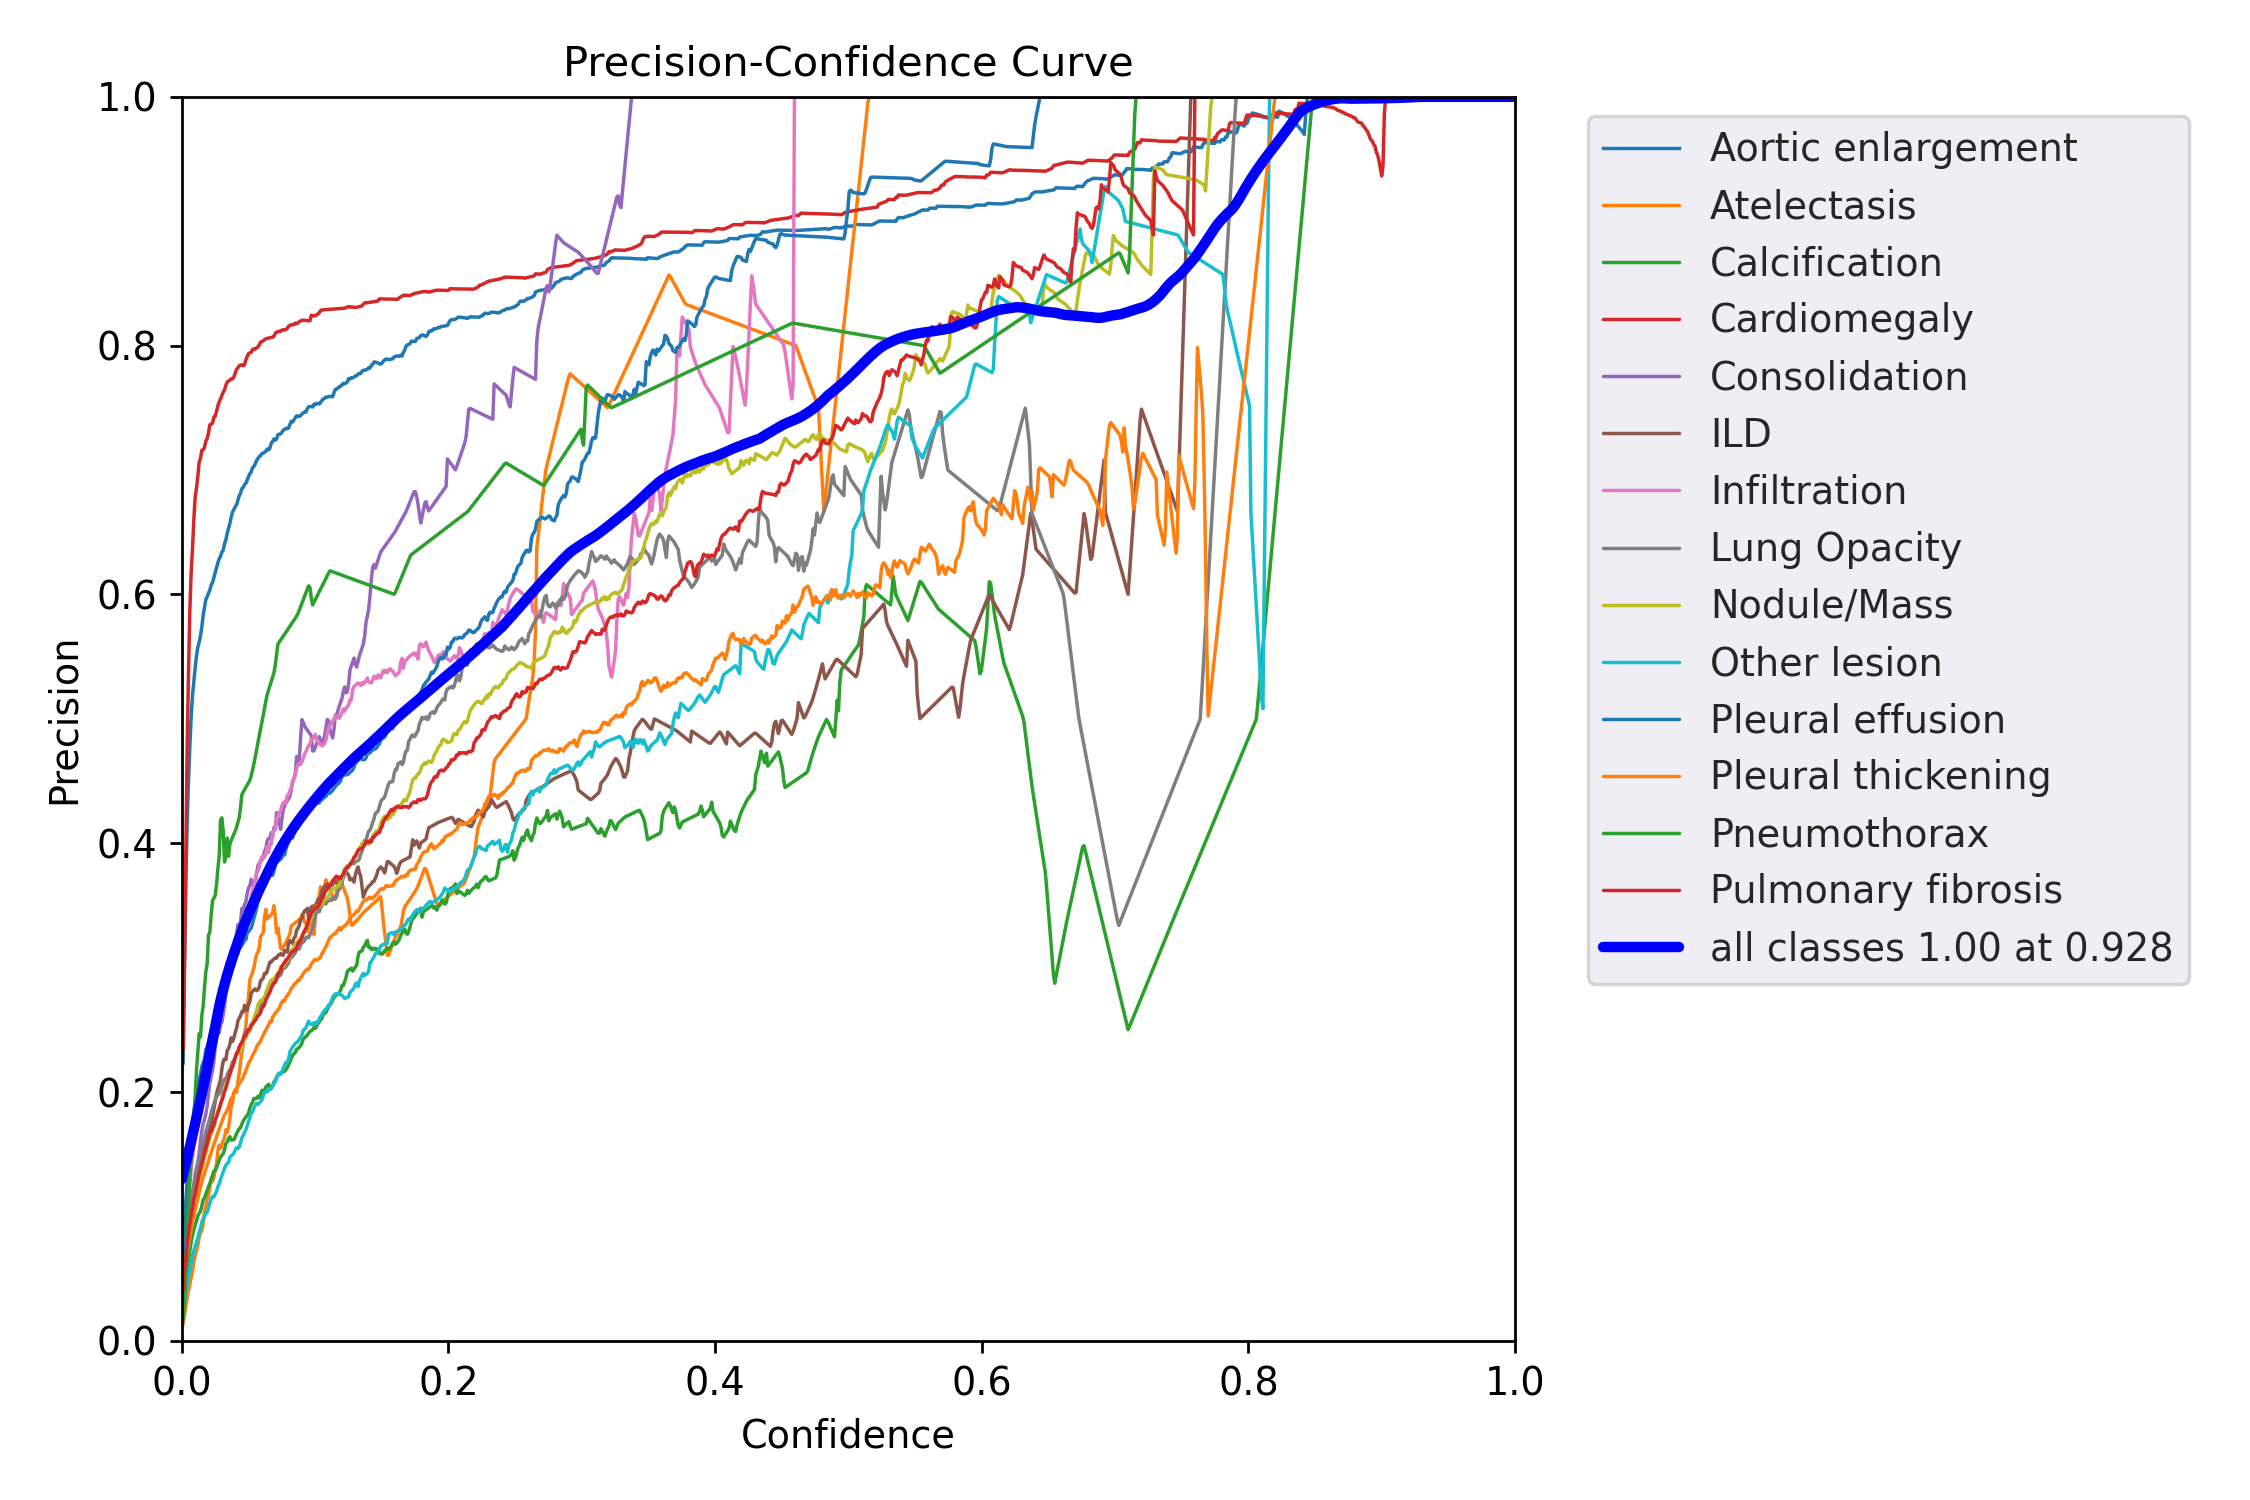 Precision-Confidence Curve
1.0
0.8
0.6
0.4
0.2
0.0
Precision
0.0 0.2 0.4 0.6 0.8 1.0
Confidence
Aortic enlargement
Atelectasis
Calcification
Cardiomegaly
Consolidation
ILD
Infiltration
Lung Opacity
Nodule/Mass
Other lesion
Pleural effusion
Pleural thickening
Pneumothorax
Pulmonary fibrosis
all classes 1.00 at 0.928